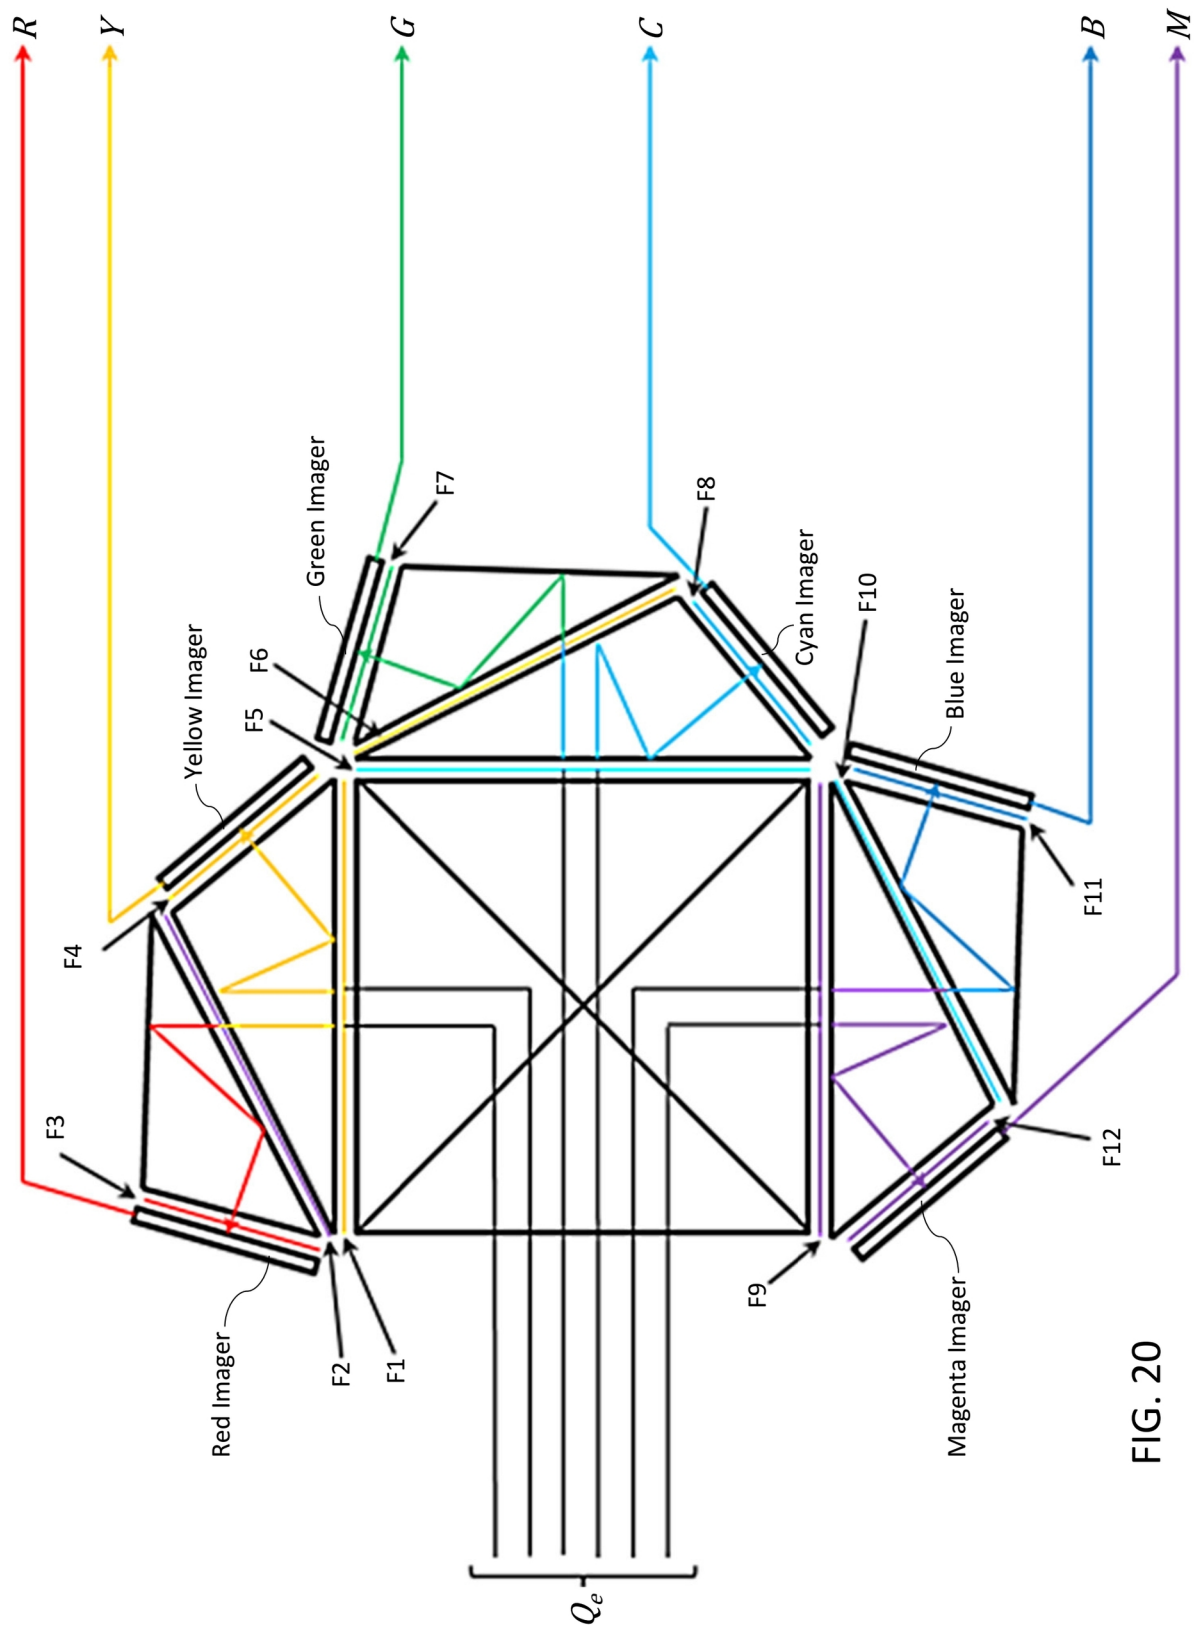 R
Y
G
C
B
M
Green Imager
F7
F8
Cyan Imager
F10
Blue Imager
Yellow Imager
F6
F5
F4
F11
F3
F12
F9
Red Imager
F2
F1
Magenta Imager
Qe
FIG. 20